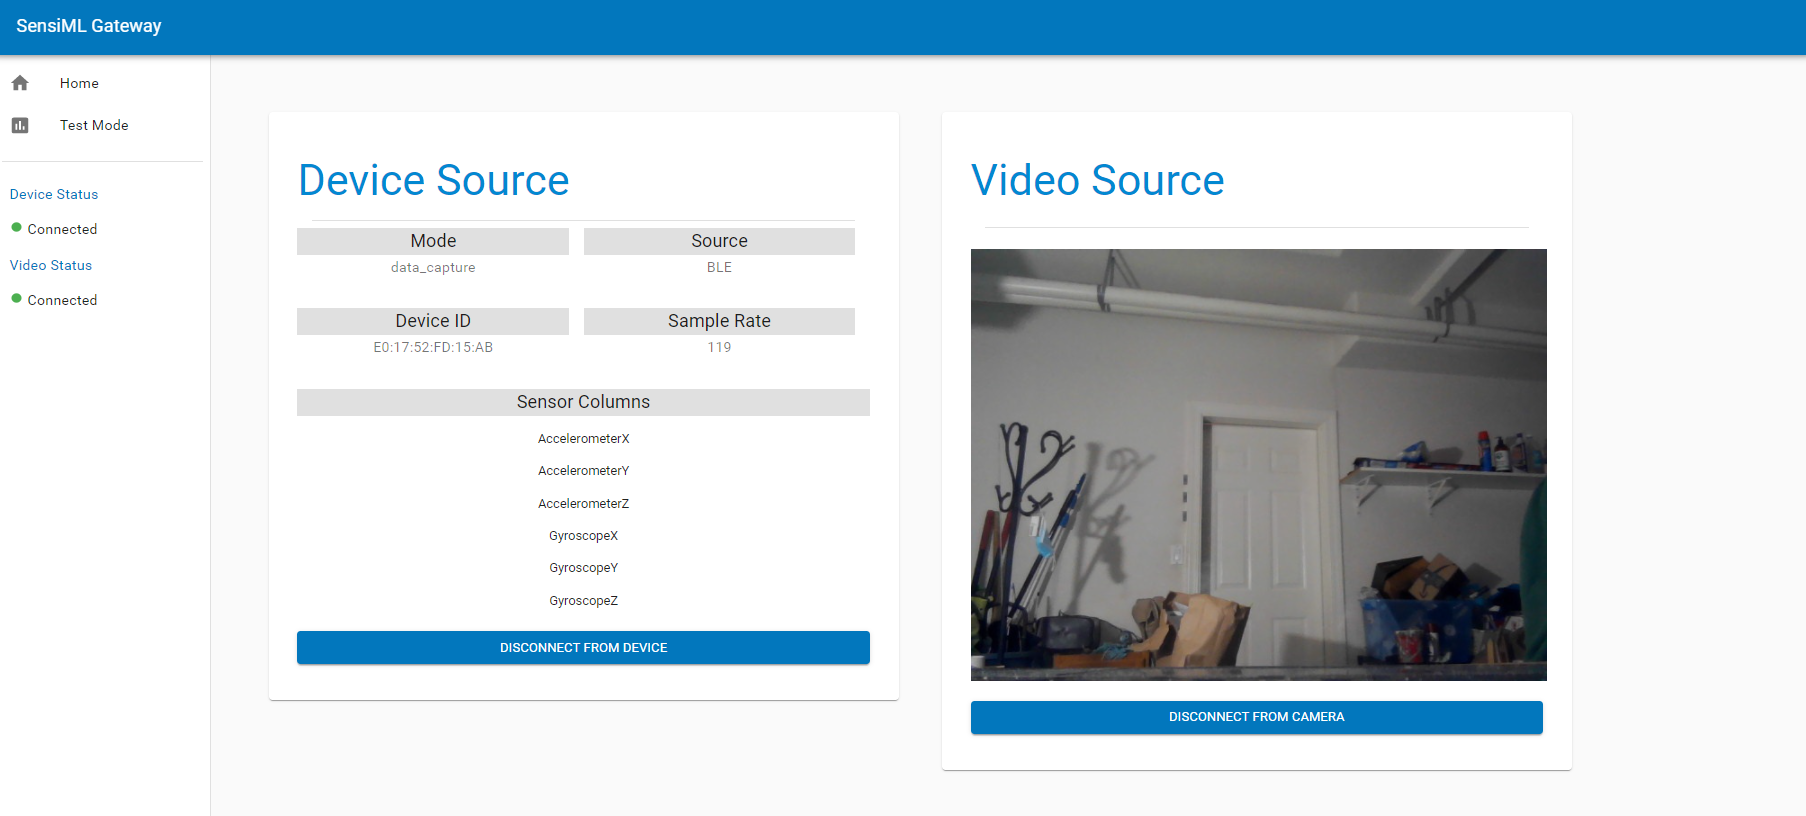 SensiML Gateway
Home
Test Mode
Device Status
Connected
Video Status
Connected
Device Source
Mode
Source
data_capture
BLE
Device ID
Sample Rate
E0:17:52:FD:15:AB
119
Sensor Columns
AccelerometerX
AccelerometerY
AccelerometerZ
GyroscopeX
GyroscopeY
GyroscopeZ
DISCONNECT FROM DEVICE
Video Source
DISCONNECT FROM CAMERA